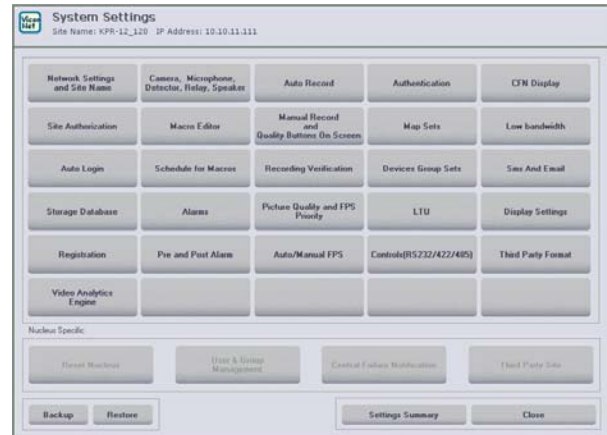 Vicon
Net
System Settings
Site Name: KPR-12_120 IP Address: 10.10.11.111
Network Settings
and Site Name
Camera, Microphone,
Detector, Relay, Speaker
Auto Record
Authentication
CFN Display
Site Authorization
Macro Editor
Manual Record
and
Quality Buttons On Screen
Map Sets
Low bandwidth
Auto Login
Schedule for Macros
Recording Verification
Devices Group Sets
Sms And Email
Storage Database
Alarms
Picture Quality and FPS
Priority
LTU
Display Settings
Registration
Pre and Post Alarm
Auto/Manual FPS
Controls(RS232/422/485)
Third Party Format
Video Analytics
Engine
Nucleus Specific
Reset Nucleus
User & Group
Management
Central Failure Notification
Third Party Site
Backup
Restore
Settings Summary
Close